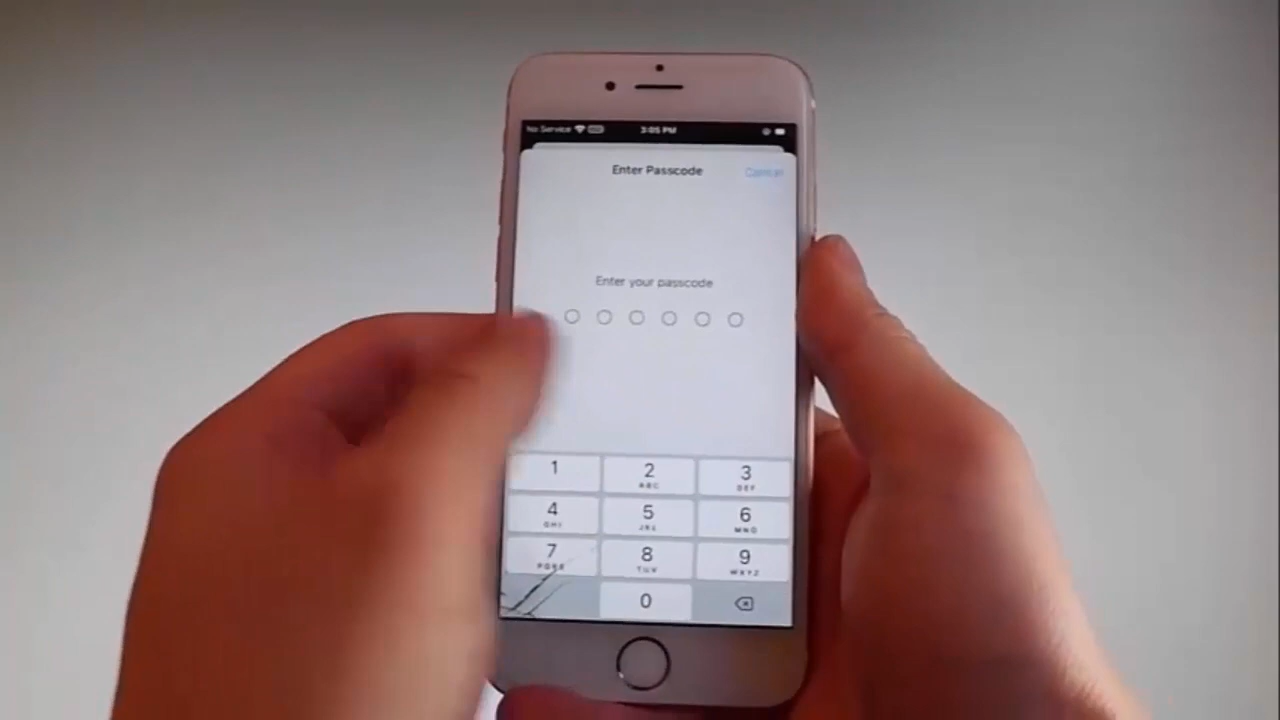 No Service 3:05 PM
Enter Passcode Cancel
Enter your passcode
1 2 3
ABC DEF
4 5 6
GHI JKL MNO
7 8 9
PQRS TUV WXYZ
0